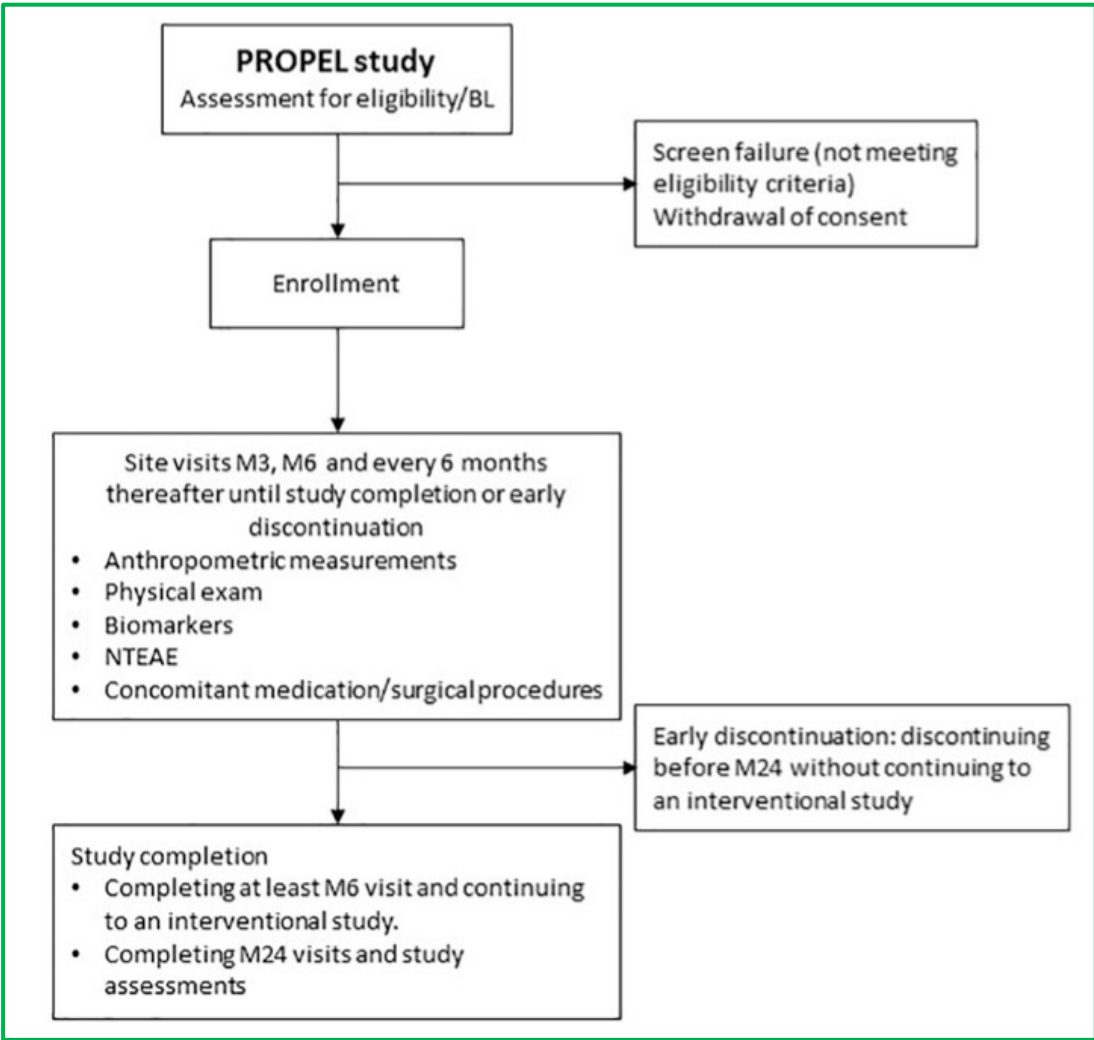 PROPEL study
Assessment for eligibility/BL
Screen failure (not meeting
eligibility criteria)
Withdrawal of consent
Enrollment
Site visits M3, M6 and every 6 months
thereafter until study completion or early
discontinuation
• Anthropometric measurements
• Physical exam
• Biomarkers
• NTEAE
• Concomitant medication/surgical procedures
Early discontinuation: discontinuing
before M24 without continuing to
an interventional study
Study completion
• Completing at least M6 visit and continuing
to an interventional study.
• Completing M24 visits and study
assessments